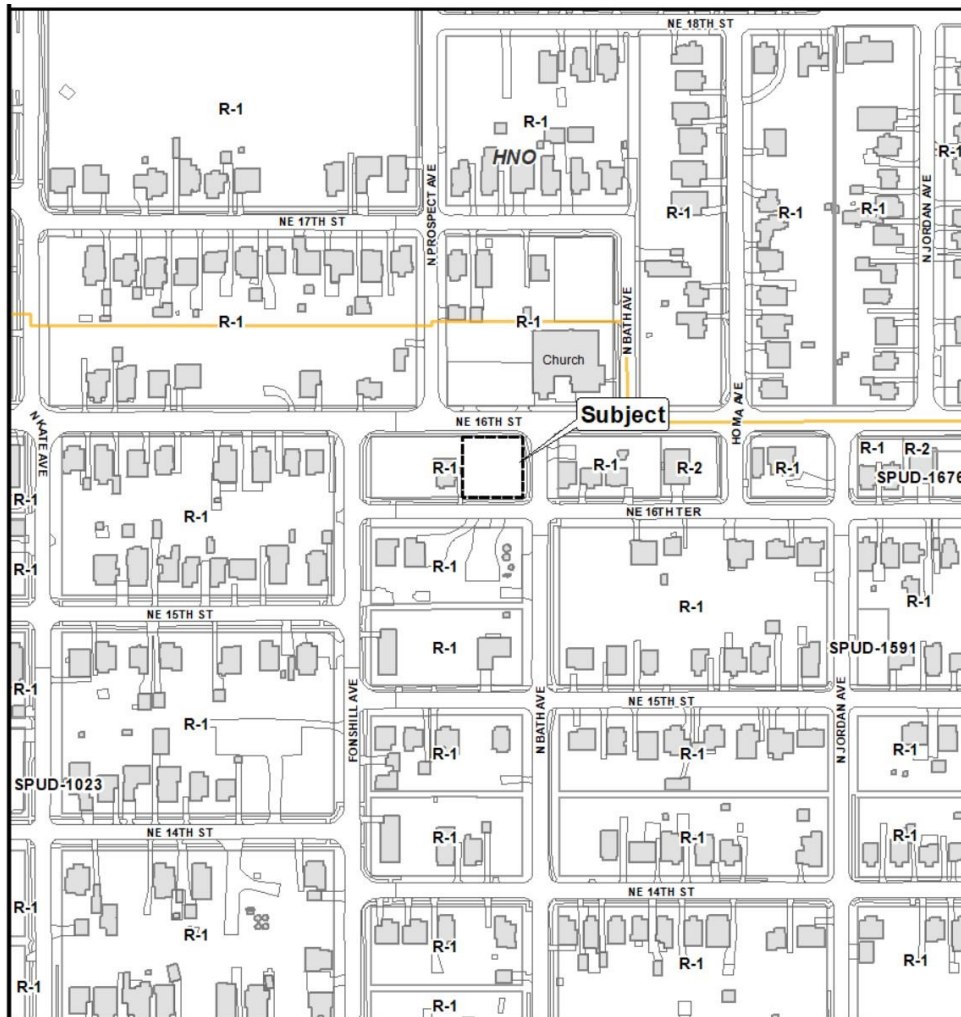 NE 18TH ST
R-1
R-1
HNO
R-1
R-1
R-1
R-1
R-1
N PROSPECT AVE
N JORDAN AVE
NE 17TH ST
R-1
R-1
N BATH AVE
Church
HOMA AVE
N KATE AVE
NE 16TH ST
Subject
R-1
R-1
R-2
R-1
R-1
R-2
SPUD-1676
R-1
R-1
NE 16TH TER
R-1
R-1
R-1
R-1
NE 15TH ST
R-1
SPUD-1591
R-1
R-1
FONSHILL AVE
N BATH AVE
NE 15TH ST
N JORDAN AVE
R-1
R-1
R-1
SPUD-1023
NE 14TH ST
R-1
R-1
R-1
NE 14TH ST
R-1
R-1
R-1
R-1
R-1
R-1
R-1